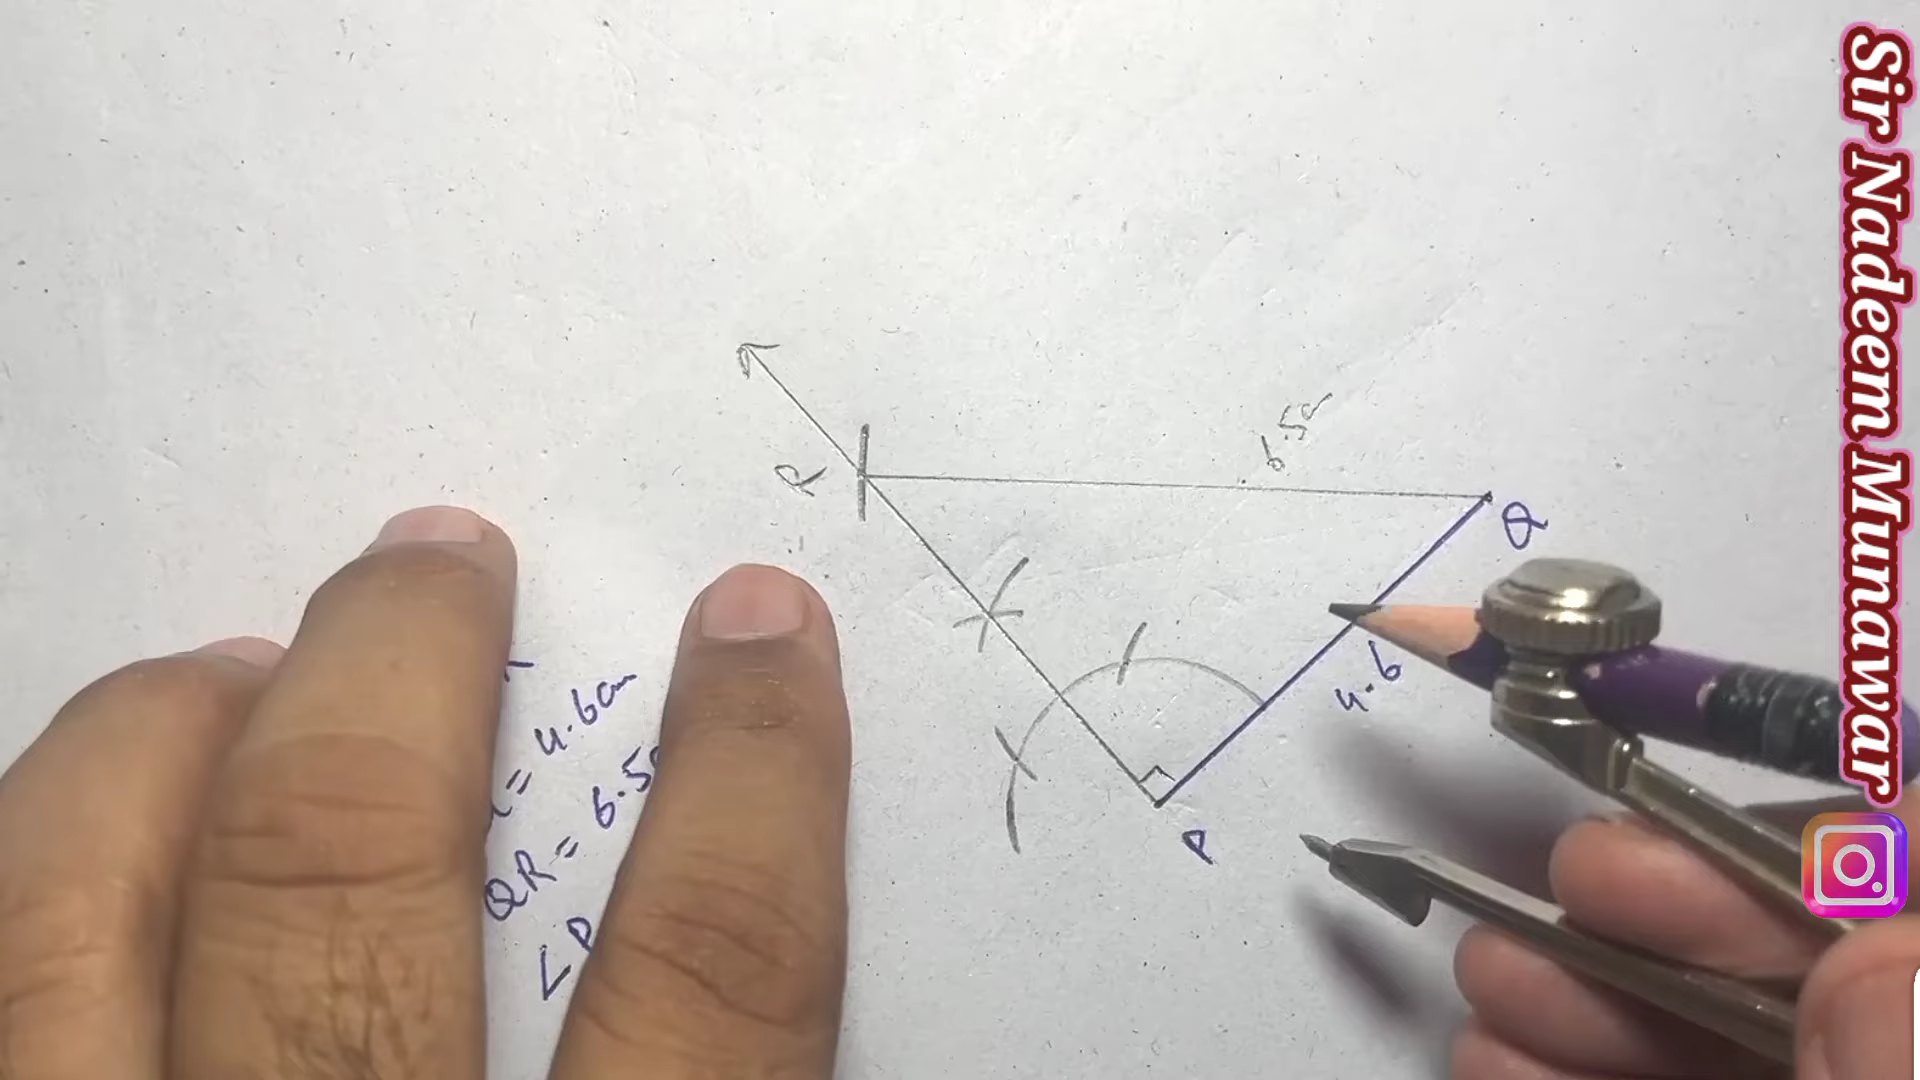 R
6.5
Q
4.6
P
= 4.6cm
QR = 6.5
∠P
Sir Nadeem Munawar